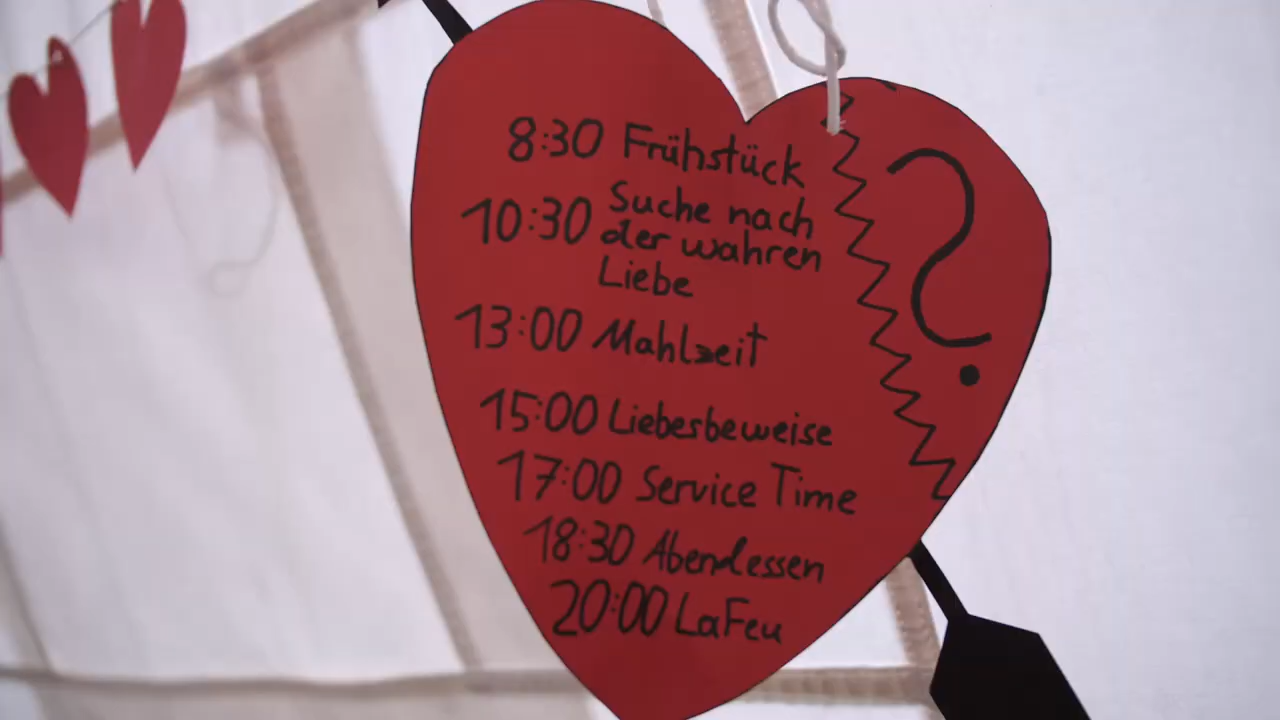 8:30 Frühstück
10:30 Suche nach
der wahren
Liebe
13:00 Mahlzeit
15:00 Liebesbeweise
17:00 Service Time
18:30 Abendessen
20:00 LaFeu
?